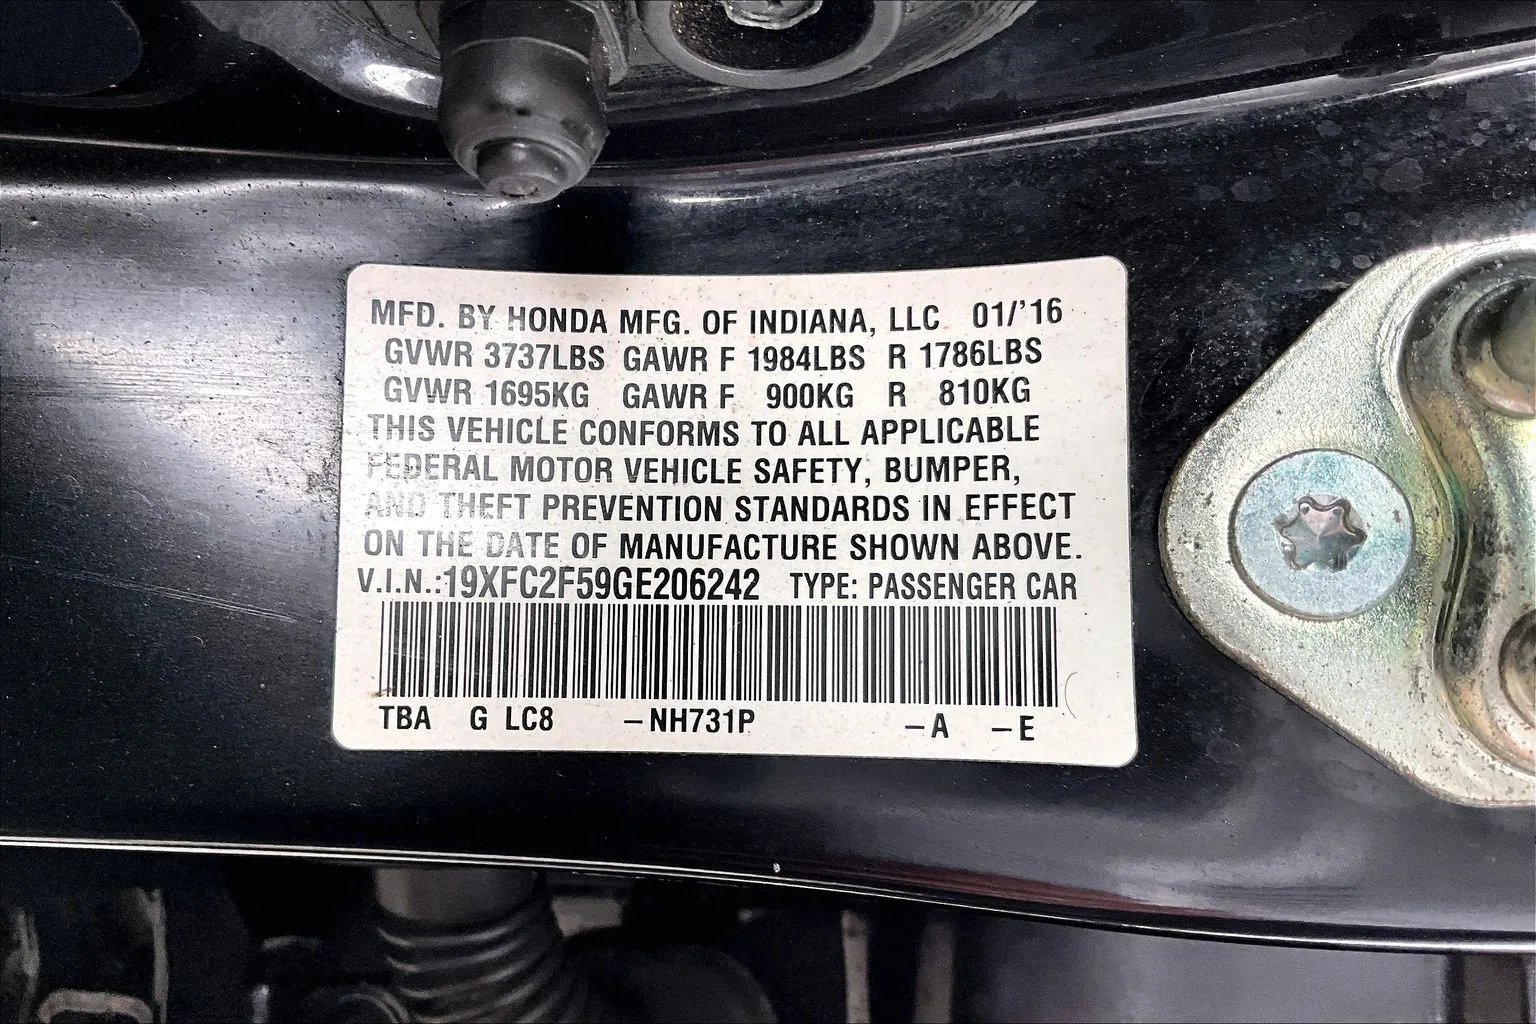 MFD. BY HONDA MFG. OF INDIANA, LLC 01/'16
GVWR 3737LBS GAWR F 1984LBS R 1786LBS
GVWR 1695KG GAWR F 900KG R 810KG
THIS VEHICLE CONFORMS TO ALL APPLICABLE
FEDERAL MOTOR VEHICLE SAFETY, BUMPER,
AND THEFT PREVENTION STANDARDS IN EFFECT
ON THE DATE OF MANUFACTURE SHOWN ABOVE.
V.I.N.:19XFC2F59GE206242 TYPE: PASSENGER CAR
TBA G LC8 –NH731P –A –E